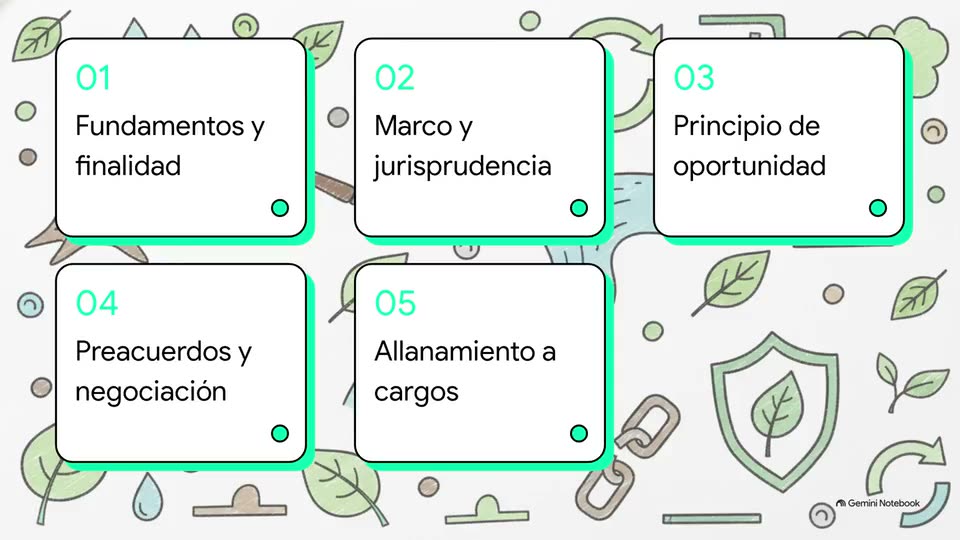 01
Fundamentos y
finalidad
02
Marco y
jurisprudencia
03
Principio de
oportunidad
04
Preacuerdos y
negociación
05
Allanamiento a
cargos
Gemini Notebook